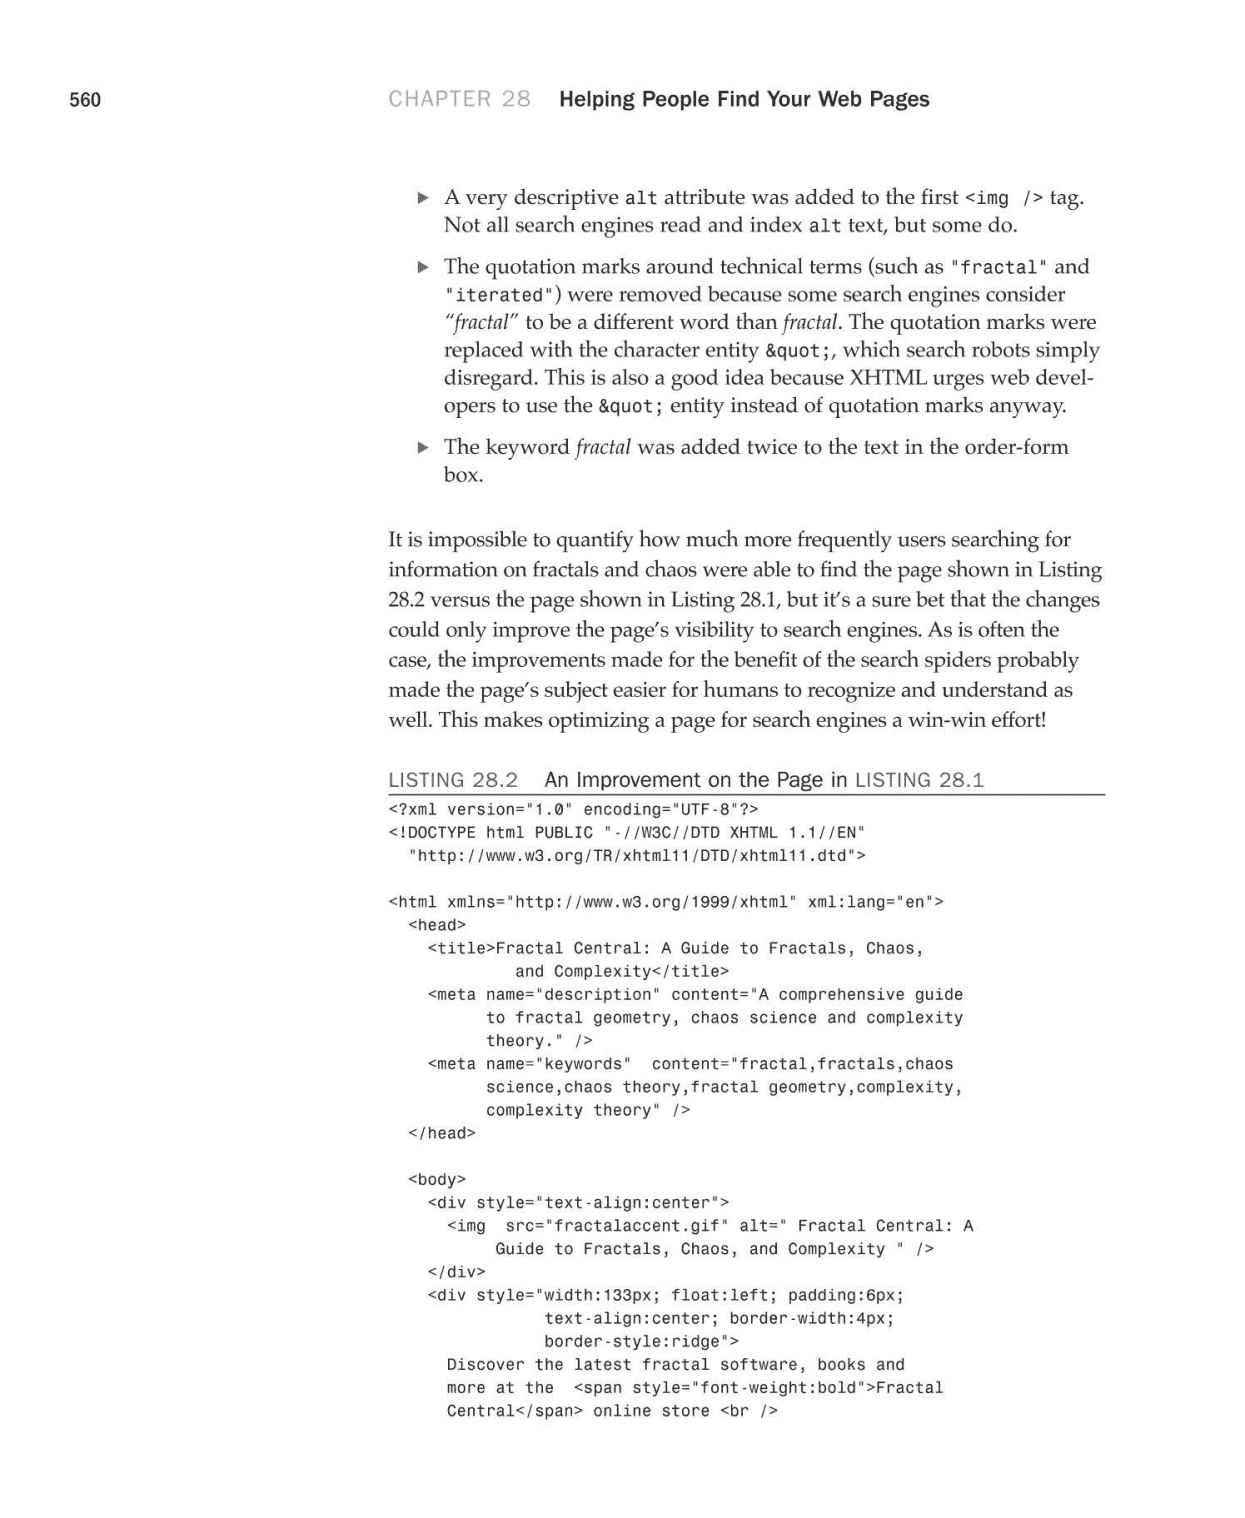 560
CHAPTER 28 Helping People Find Your Web Pages
▶ A very descriptive alt attribute was added to the first <img /> tag.
Not all search engines read and index alt text, but some do.
▶ The quotation marks around technical terms (such as "fractal" and
"iterated") were removed because some search engines consider
“fractal” to be a different word than fractal. The quotation marks were
replaced with the character entity &quot;, which search robots simply
disregard. This is also a good idea because XHTML urges web devel-
opers to use the &quot; entity instead of quotation marks anyway.
▶ The keyword fractal was added twice to the text in the order-form
box.
It is impossible to quantify how much more frequently users searching for
information on fractals and chaos were able to find the page shown in Listing
28.2 versus the page shown in Listing 28.1, but it’s a sure bet that the changes
could only improve the page’s visibility to search engines. As is often the
case, the improvements made for the benefit of the search spiders probably
made the page’s subject easier for humans to recognize and understand as
well. This makes optimizing a page for search engines a win-win effort!
LISTING 28.2 An Improvement on the Page in LISTING 28.1
<?xml version="1.0" encoding="UTF-8"?>
<!DOCTYPE html PUBLIC "-//W3C//DTD XHTML 1.1//EN"
  "http://www.w3.org/TR/xhtml11/DTD/xhtml11.dtd">
<html xmlns="http://www.w3.org/1999/xhtml" xml:lang="en">
  <head>
    <title>Fractal Central: A Guide to Fractals, Chaos,
             and Complexity</title>
    <meta name="description" content="A comprehensive guide
          to fractal geometry, chaos science and complexity
          theory." />
    <meta name="keywords"  content="fractal,fractals,chaos
          science,chaos theory,fractal geometry,complexity,
          complexity theory" />
  </head>
  <body>
    <div style="text-align:center">
      <img  src="fractalaccent.gif" alt=" Fractal Central: A
           Guide to Fractals, Chaos, and Complexity " />
    </div>
    <div style="width:133px; float:left; padding:6px;
                text-align:center; border-width:4px;
                border-style:ridge">
      Discover the latest fractal software, books and
      more at the  <span style="font-weight:bold">Fractal
      Central</span> online store <br />